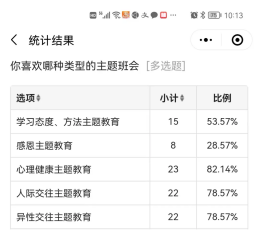 10:13
统计结果
你喜欢哪种类型的主题班会 [多选题]
选项 小计 比例
学习态度、方法主题教育 15 53.57%
感恩主题教育 8 28.57%
心理健康主题教育 23 82.14%
人际交往主题教育 22 78.57%
异性交往主题教育 22 78.57%